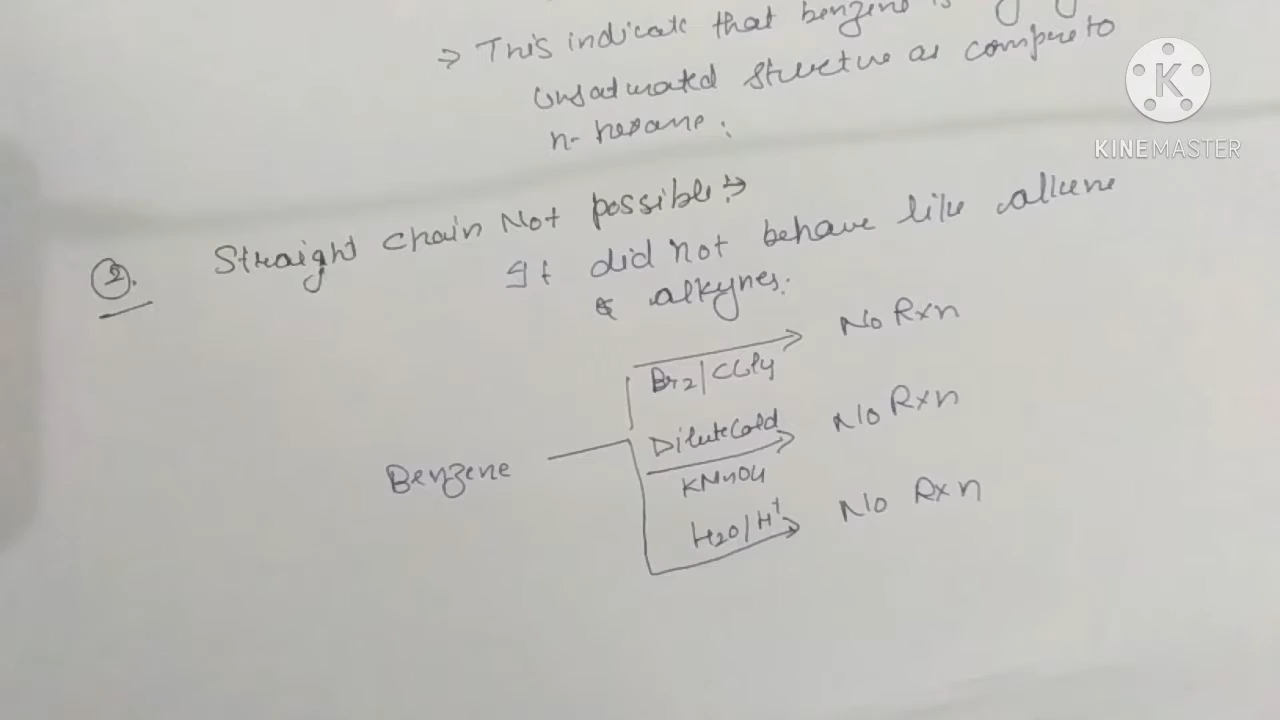 → This indicate that benzene is
unsaturated structure as compare to
n-hexane.
K
KINEMASTER
②. Straight chain Not possible:→
It did not behave like alkene
& alkynes.
Br2/CCl4 No Rxn
Dilute Cold
KMnO4 No Rxn
Benzene
H2O/H+ No Rxn